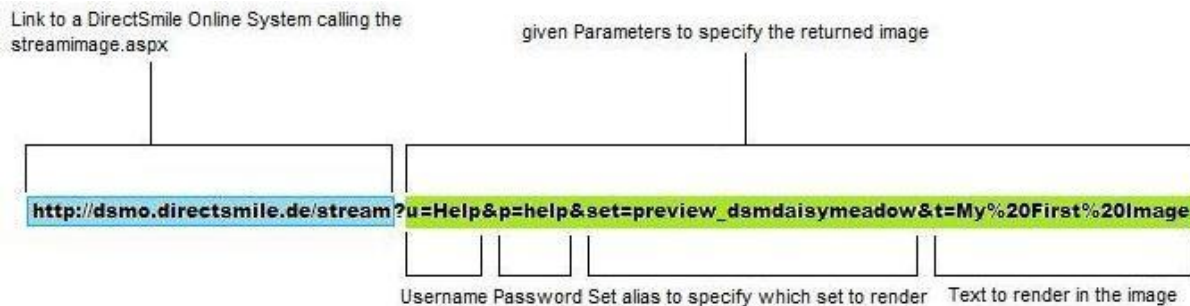 Link to a DirectSmile Online System calling the
streamimage.aspx
given Parameters to specify the returned image
http://dsmo.directsmile.de/stream?u=Help&p=help&set=preview_dsmdaisymeadow&t=My%20First%20Image
Username Password Set alias to specify which set to render Text to render in the image